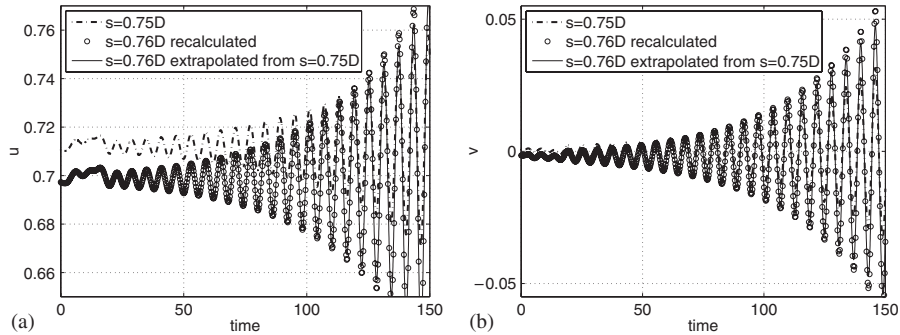 s=0.75D
s=0.76D recalculated
s=0.76D extrapolated from s=0.75D
0.76
0.74
0.72
0.7
0.68
0.66
u
0
50
100
150
time
(a)
s=0.75D
s=0.76D recalculated
s=0.76D extrapolated from s=0.75D
0.05
0
−0.05
v
0
50
100
150
time
(b)